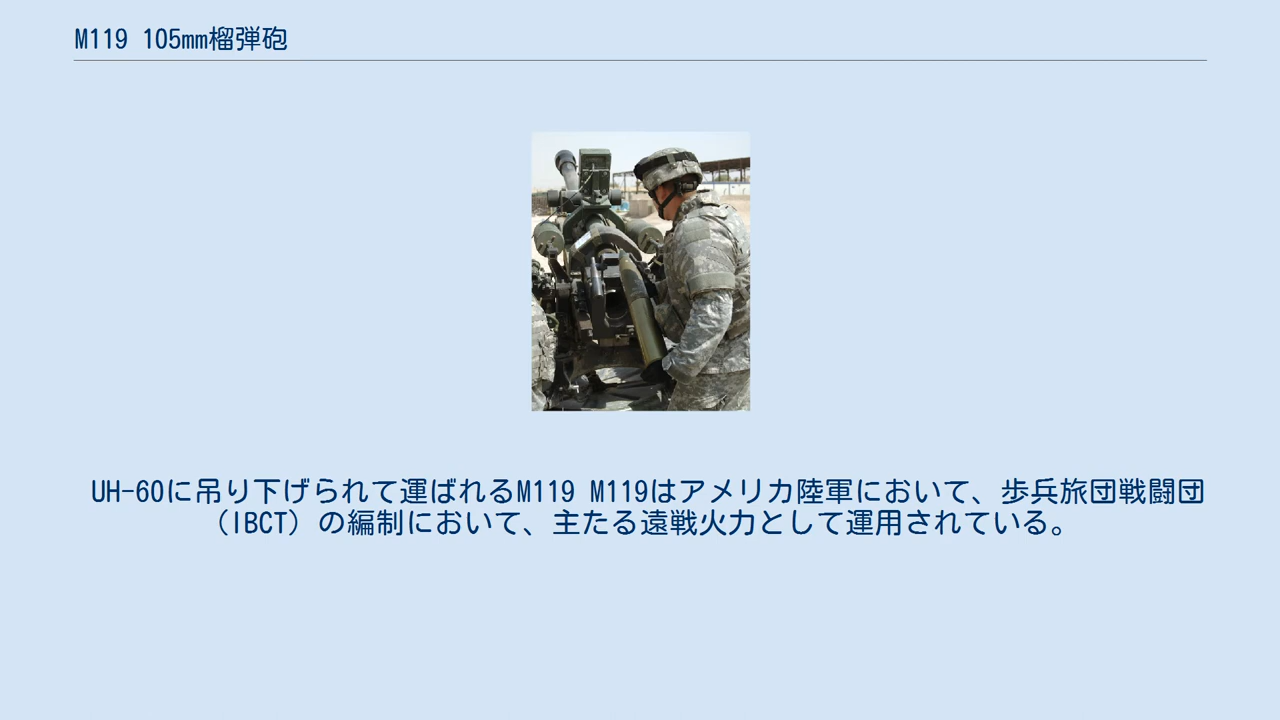 M119 105mm榴弾砲
UH-60に吊り下げられて運ばれるM119 M119はアメリカ陸軍において、歩兵旅団戦闘団
（IBCT）の編制において、主たる遠戦火力として運用されている。